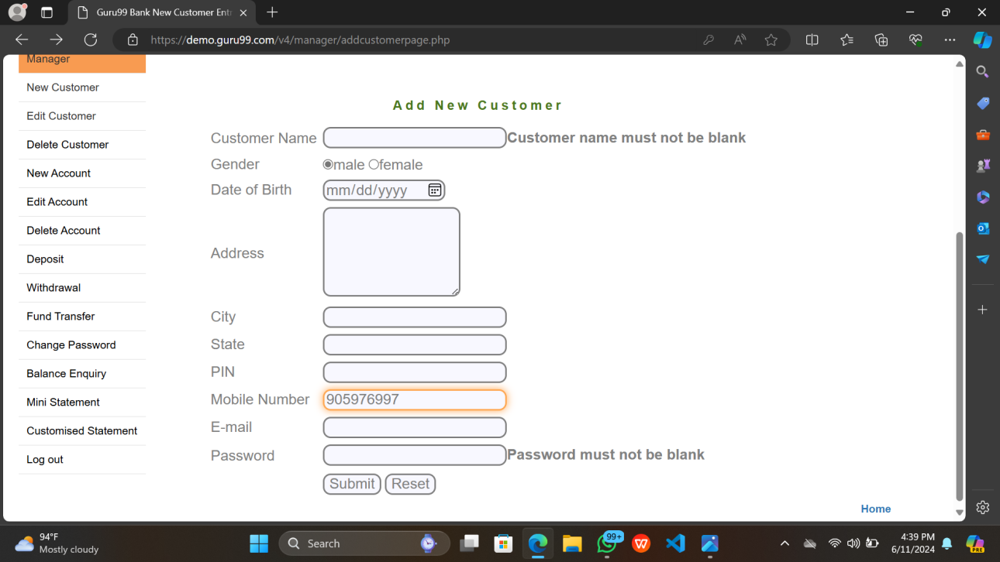 Guru99 Bank New Customer Entr
https://demo.guru99.com/v4/manager/addcustomerpage.php
Manager
New Customer
Edit Customer
Delete Customer
New Account
Edit Account
Delete Account
Deposit
Withdrawal
Fund Transfer
Change Password
Balance Enquiry
Mini Statement
Customised Statement
Log out
Add New Customer
Customer Name Customer name must not be blank
Gender male female
Date of Birth mm/dd/yyyy
Address
City
State
PIN
Mobile Number 905976997
E-mail
Password Password must not be blank
Submit Reset
Home
94°F
Mostly cloudy
Search
99+
4:39 PM
6/11/2024
PRE